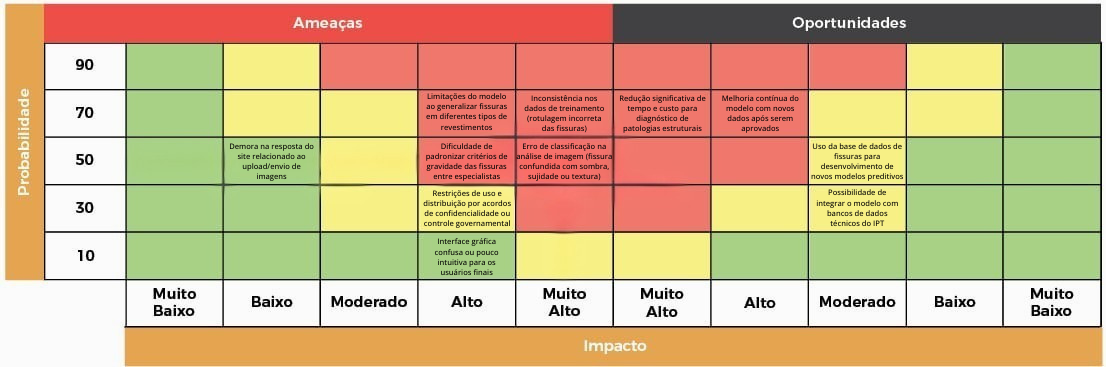 Ameaças
Oportunidades
Probabilidade
90
70
Limitações do modelo
ao generalizar fissuras
em diferentes tipos de
revestimentos
Inconsistência nos
dados de treinamento
(rotulagem incorreta
das fissuras)
Redução significativa de
tempo e custo para
diagnóstico de
patologias estruturais
Melhoria contínua do
modelo com novos
dados após serem
aprovados
50
Demora na resposta do
site relacionado ao
upload/envio de
imagens
Dificuldade de
padronizar critérios de
gravidade das fissuras
entre especialistas
Erro de classificação na
análise de imagem (fissura
confundida com sombra,
sujidade ou textura)
Uso da base de dados de
fissuras para
desenvolvimento de
novos modelos preditivos
30
Restrições de uso e
distribuição por acordos
de confidencialidade ou
controle governamental
Possibilidade de
integrar o modelo com
bancos de dados
técnicos do IPT
10
Interface gráfica
confusa ou pouco
intuitiva para os
usuários finais
Muito
Baixo
Baixo
Moderado
Alto
Muito
Alto
Muito
Alto
Alto
Moderado
Baixo
Muito
Baixo
Impacto